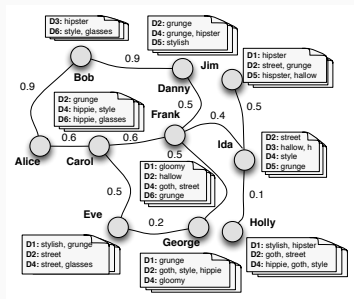 D3: hipster
D6: style, glasses
Bob
0.9
0.9
D2: grunge
D4: grunge, hipster
D5: stylish
Danny
Jim
D1: hipster
D2: street, grunge
D5: hispster, hallow
D2: grunge
D4: hippie, style
D6: hippie, glasses
Frank
0.5
0.4
0.5
Alice
0.6
Carol
0.6
0.5
Ida
D2: street
D3: hallow, h
D4: style
D5: grunge
D1: gloomy
D2: hallow
D4: goth, street
D6: grunge
0.5
0.1
Eve
0.2
George
Holly
D1: stylish, grunge
D2: street
D4: street, glasses
D1: grunge
D2: goth, style, hippie
D4: gloomy
D1: stylish, hipster
D2: goth, street
D4: hippie, goth, style